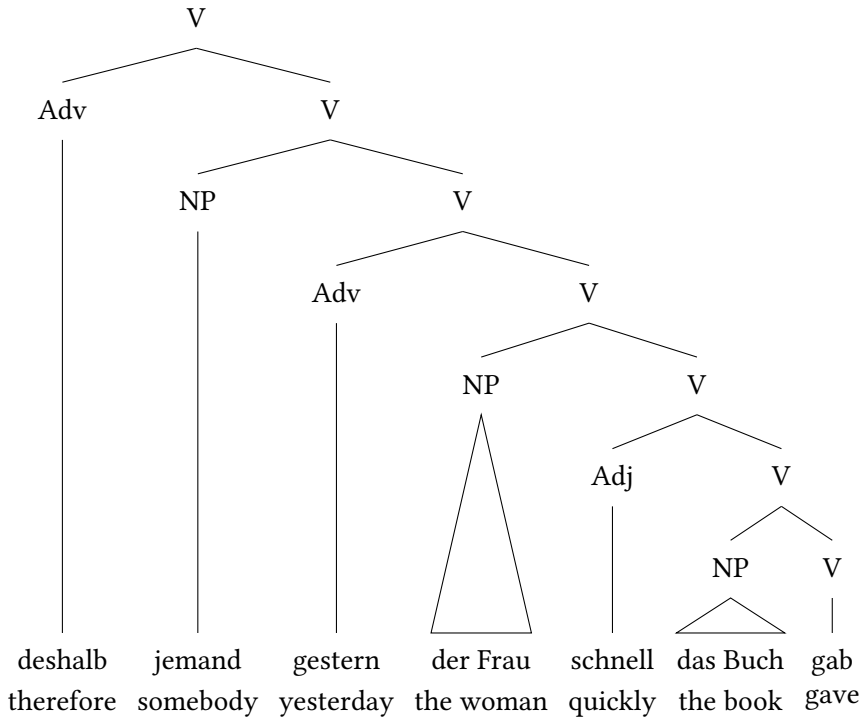 V
Adv V
NP V
Adv V
NP V
Adj V
NP V
deshalb jemand gestern der Frau schnell das Buch gab
therefore somebody yesterday the woman quickly the book gave